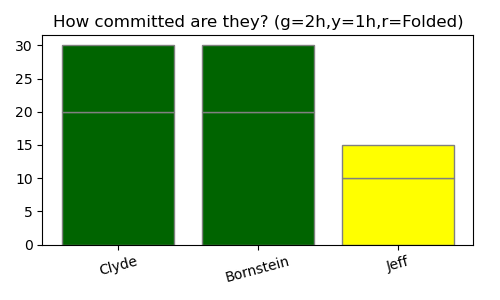 How committed are they? (g=2h,y=1h,r=Folded)
30
25
20
15
10
5
0
Clyde
Bornstein
Jeff